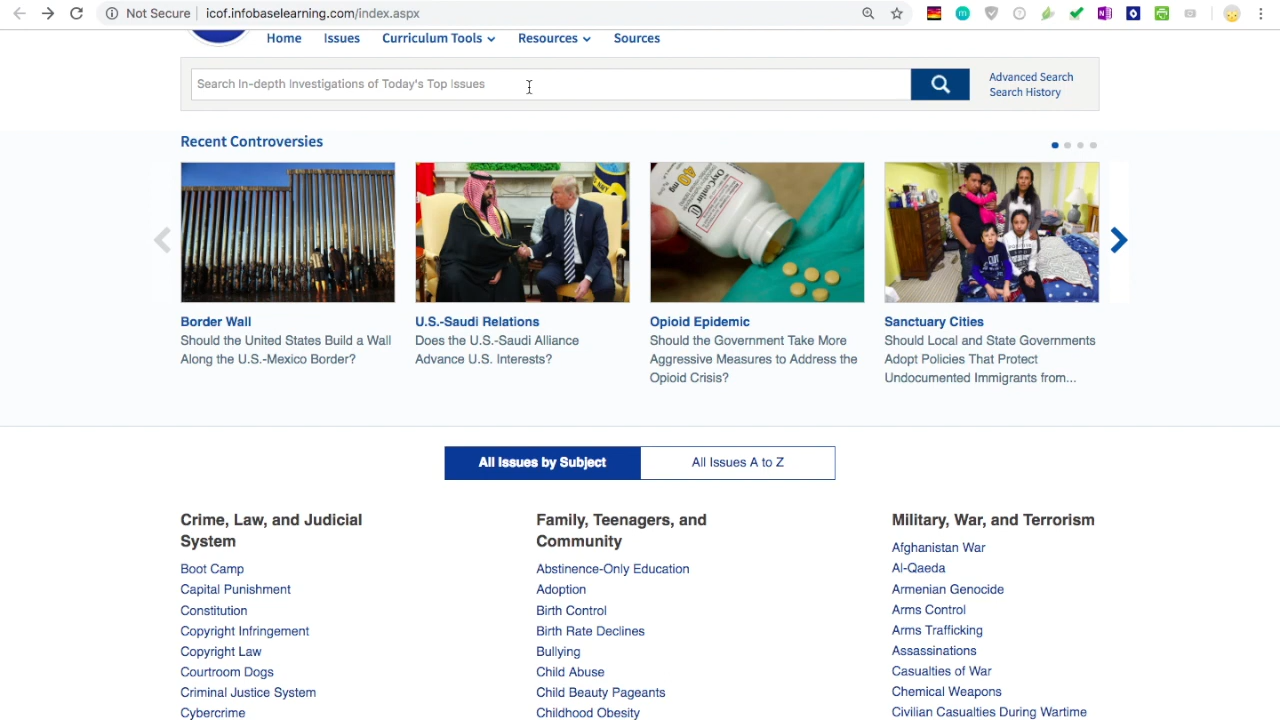 Not Secure
icof.infobaselearning.com/index.aspx
Home Issues Curriculum Tools Resources Sources
Search In-depth Investigations of Today's Top Issues
Advanced Search
Search History
Recent Controversies
OxyContin
40 mg
Border Wall
Should the United States Build a Wall
Along the U.S.-Mexico Border?
U.S.-Saudi Relations
Does the U.S.-Saudi Alliance
Advance U.S. Interests?
Opioid Epidemic
Should the Government Take More
Aggressive Measures to Address the
Opioid Crisis?
Sanctuary Cities
Should Local and State Governments
Adopt Policies That Protect
Undocumented Immigrants from...
All Issues by Subject
All Issues A to Z
Crime, Law, and Judicial
System
Boot Camp
Capital Punishment
Constitution
Copyright Infringement
Copyright Law
Courtroom Dogs
Criminal Justice System
Cybercrime
Family, Teenagers, and
Community
Abstinence-Only Education
Adoption
Birth Control
Birth Rate Declines
Bullying
Child Abuse
Child Beauty Pageants
Childhood Obesity
Military, War, and Terrorism
Afghanistan War
Al-Qaeda
Armenian Genocide
Arms Control
Arms Trafficking
Assassinations
Casualties of War
Chemical Weapons
Civilian Casualties During Wartime